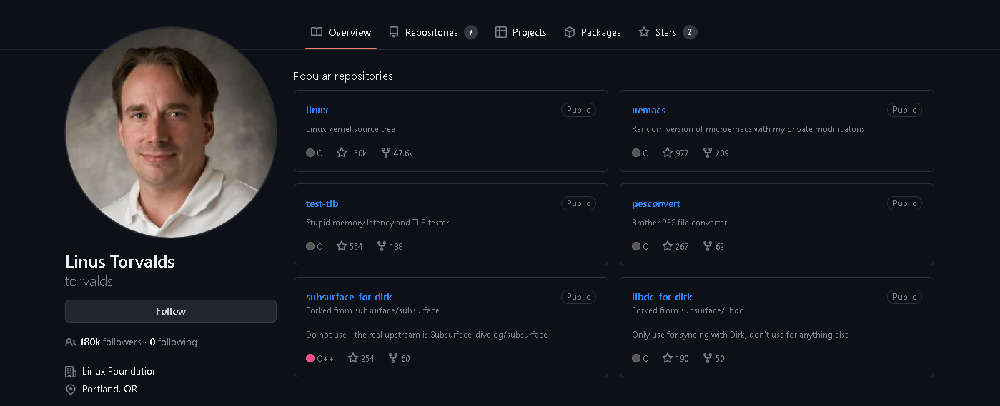 Overview
Repositories 7
Projects
Packages
Stars 2
Linus Torvalds
torvalds
Follow
180k followers · 0 following
Linux Foundation
Portland, OR
Popular repositories
linux
Public
Linux kernel source tree
C 150k 47.6k
uemacs
Public
Random version of microemacs with my private modificatons
C 977 209
test-tlb
Public
Stupid memory latency and TLB tester
C 554 188
pesconvert
Public
Brother PES file converter
C 267 62
subsurface-for-dirk
Public
Forked from subsurface/subsurface
Do not use - the real upstream is Subsurface-divelog/subsurface
C++ 254 60
libdc-for-dirk
Public
Forked from subsurface/libdc
Only use for syncing with Dirk, don't use for anything else
C 190 50